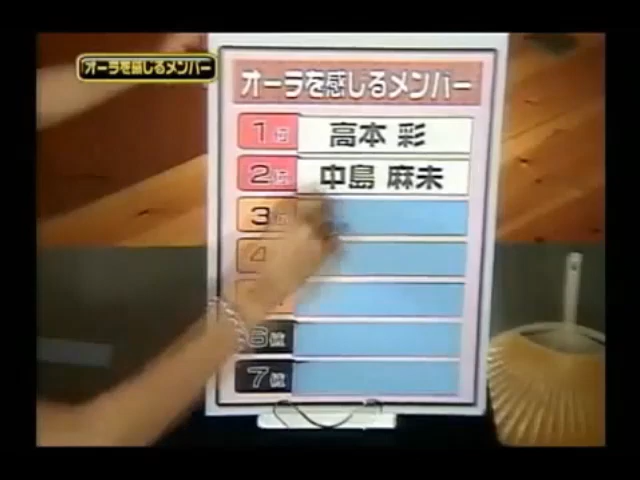 オーラを感じるメンバー
オーラを感じるメンバー
1位 高本 彩
2位 中島 麻未
3位
4
6位
7位